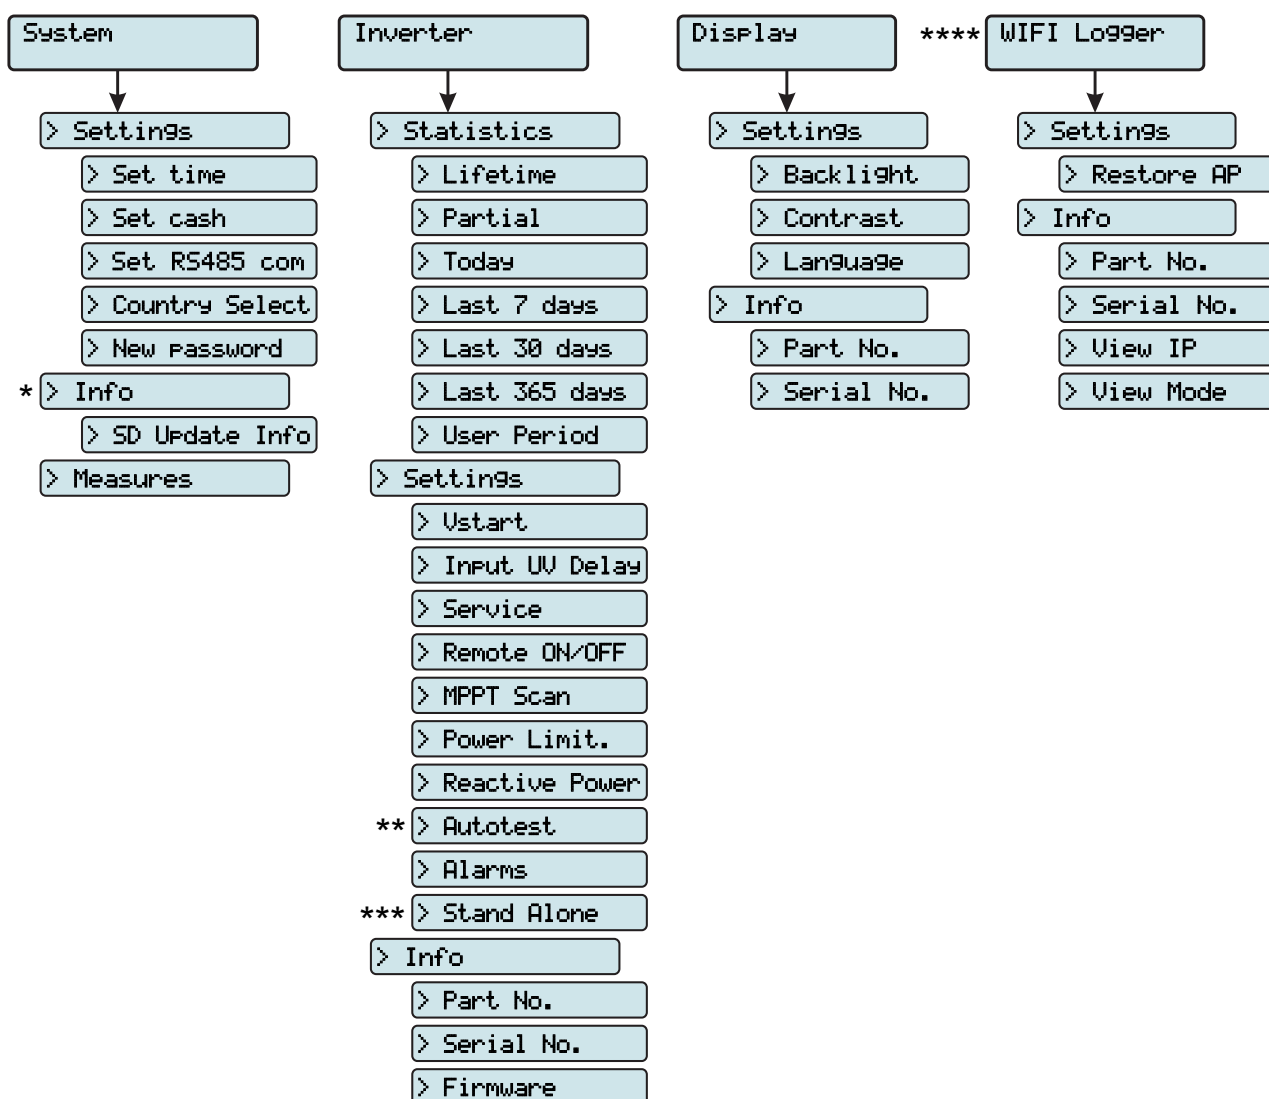 System
> Settings
> Set time
> Set cash
> Set RS485 com
> Country Select
> New password
* > Info
> SD Update Info
> Measures
Inverter
> Statistics
> Lifetime
> Partial
> Today
> Last 7 days
> Last 30 days
> Last 365 days
> User Period
> Settings
> Vstart
> Input UV Delay
> Service
> Remote ON/OFF
> MPPT Scan
> Power Limit.
> Reactive Power
** > Autotest
> Alarms
*** > Stand Alone
> Info
> Part No.
> Serial No.
> Firmware
Display
> Settings
> Backlight
> Contrast
> Language
> Info
> Part No.
> Serial No.
**** WIFI Logger
> Settings
> Restore AP
> Info
> Part No.
> Serial No.
> View IP
> View Mode